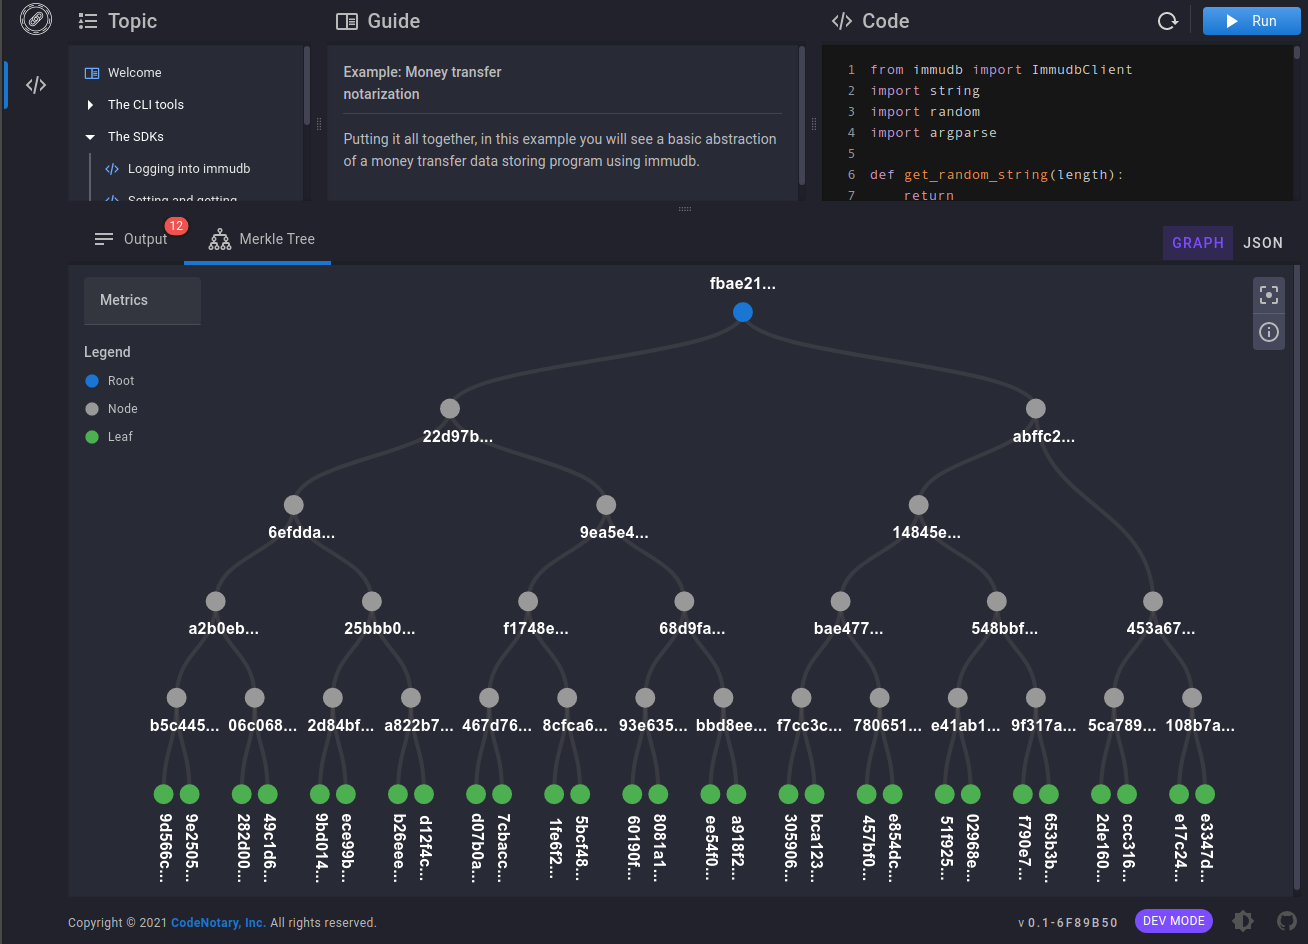 Topic
Guide
Code
Run
Welcome
The CLI tools
The SDKs
Logging into immudb
Setting and getting
Example: Money transfer
notarization
Putting it all together, in this example you will see a basic abstraction
of a money transfer data storing program using immudb.
1 from immudb import ImmudbClient
2 import string
3 import random
4 import argparse
5
6 def get_random_string(length):
7 return
Output 12
Merkle Tree
GRAPH JSON
Metrics
Legend
Root
Node
Leaf
fbae21...
22d97b... abffc2...
6efdda... 9ea5e4... 14845e...
a2b0eb... 25bbb0... f1748e... 68d9fa... bae477... 548bbf... 453a67...
b5c445... 06c068... 2d84bf... a822b7... 467d76... 8cfca6... 93e635... bbd8ee... f7cc3c... 780651... e41ab1... 9f317a... 5ca789... 108b7a...
9d566c... 9e2505... 282d00... 49c1d6... 9bd014... ece99b... b26eee... d12f4c... d07b0a... 7cbacc... 1fe6f2... 5bcf48... 60190f... 8081a1... ee54f0... a918f2... 305906... bca123... 457bf0... e854dc... 51f925... 02968e... f790e7... 653b3b... 2de160... ccc316... e17c24... e3347d...
Copyright © 2021 CodeNotary, Inc. All rights reserved.
v 0.1-6F89B50
DEV MODE